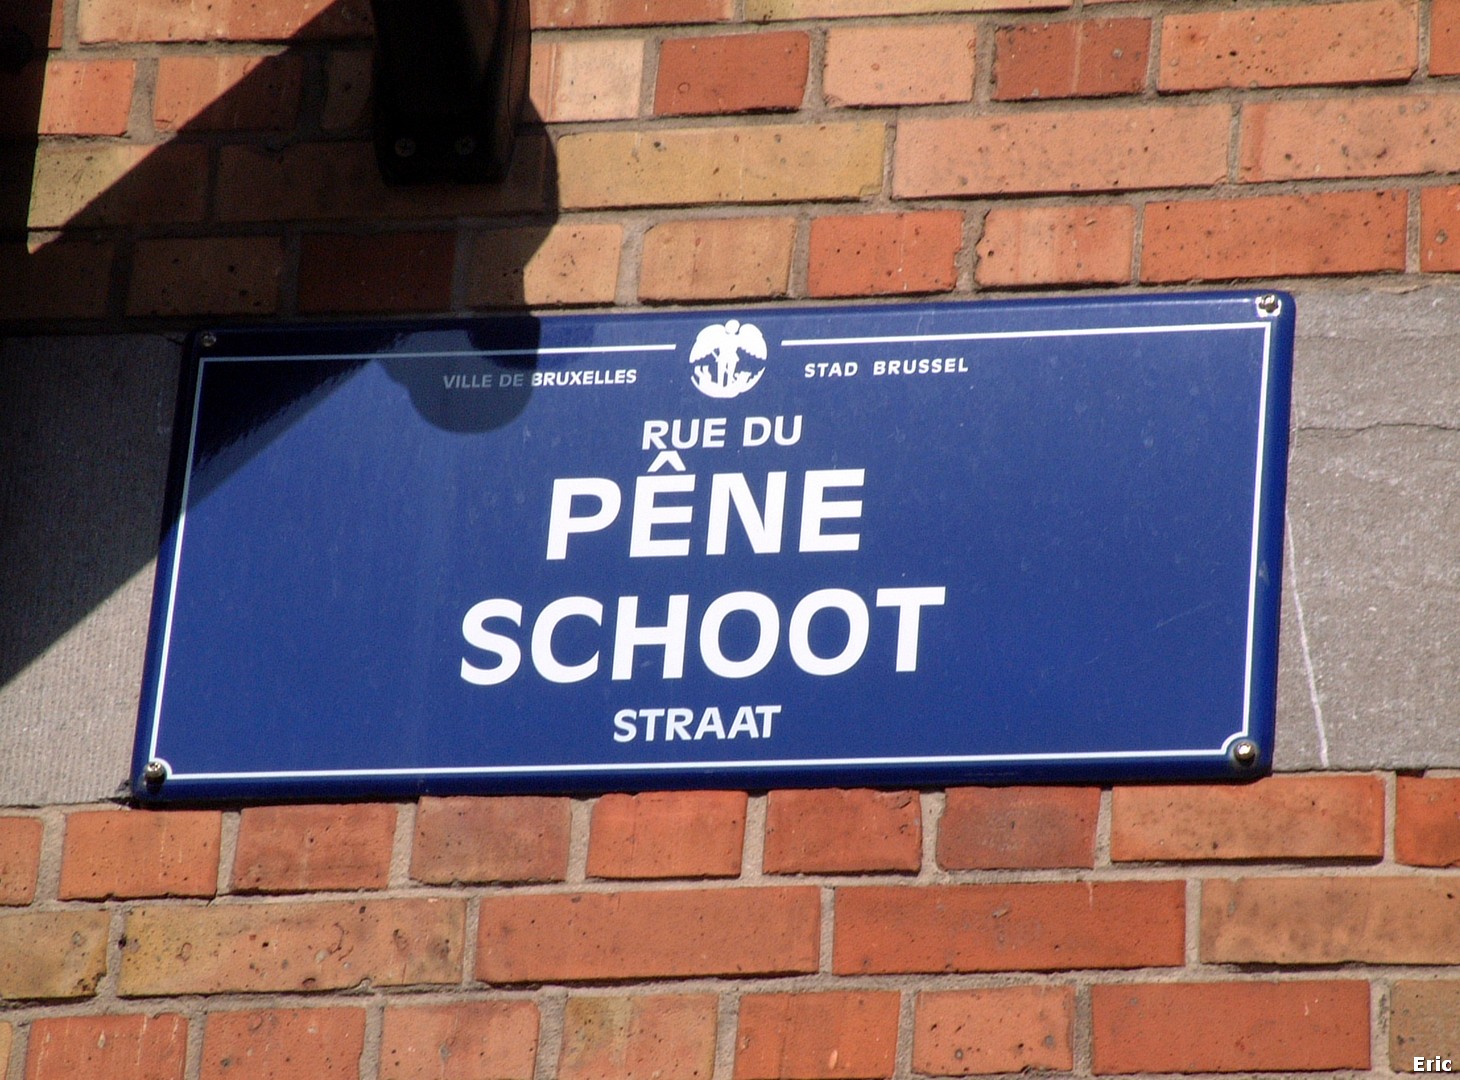 VILLE DE BRUXELLES STAD BRUSSEL
RUE DU
PÊNE
SCHOOT
STRAAT
Eric